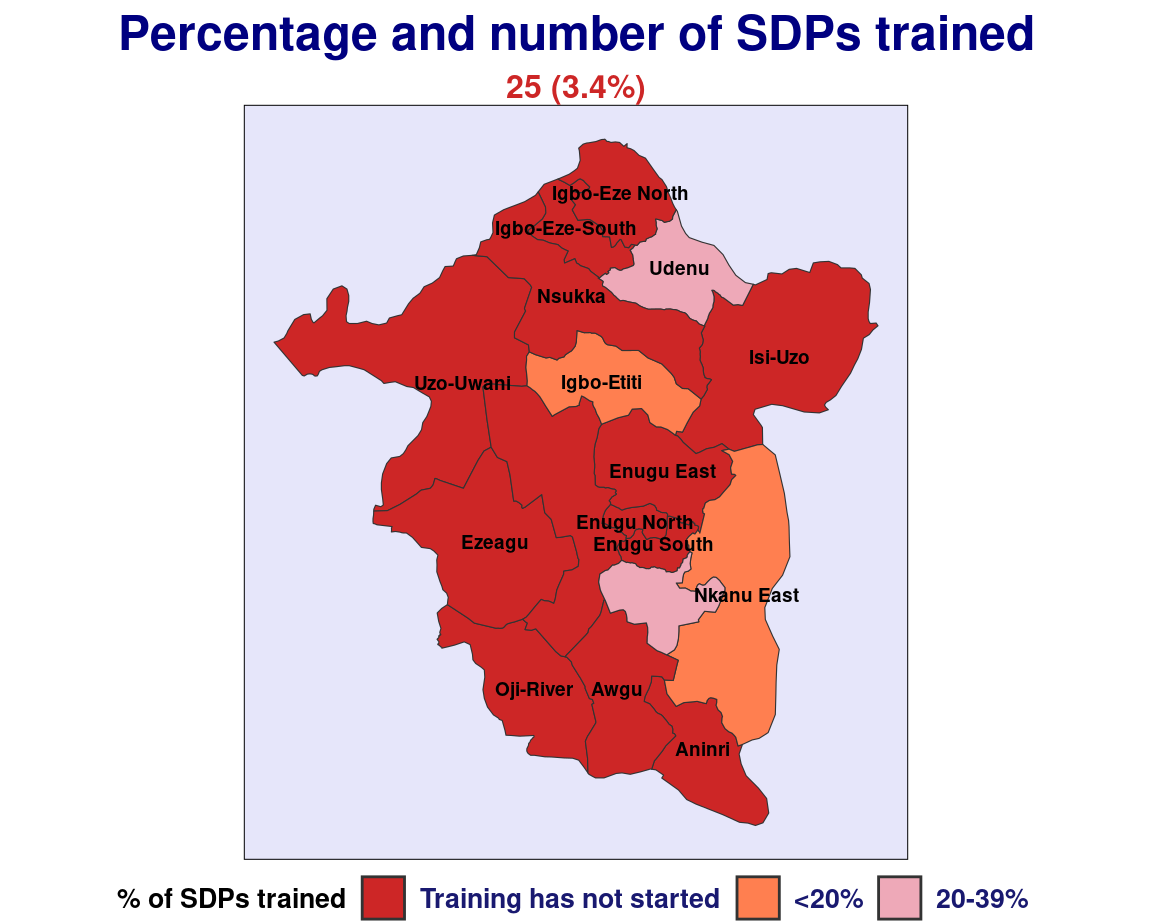 Percentage and number of SDPs trained
25 (3.4%)
Igbo-Eze North
Igbo-Eze-South
Udenu
Nsukka
Isi-Uzo
Uzo-Uwani
Igbo-Etiti
Enugu East
Enugu North
Ezeagu
Enugu South
Nkanu East
Oji-River
Awgu
Aninri
% of SDPs trained
Training has not started
<20%
20-39%